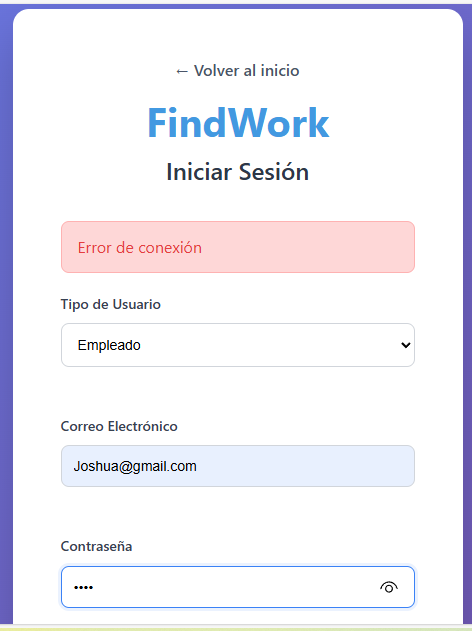 ← Volver al inicio
FindWork
Iniciar Sesión
Error de conexión
Tipo de Usuario
Empleado
Correo Electrónico
Joshua@gmail.com
Contraseña
••••